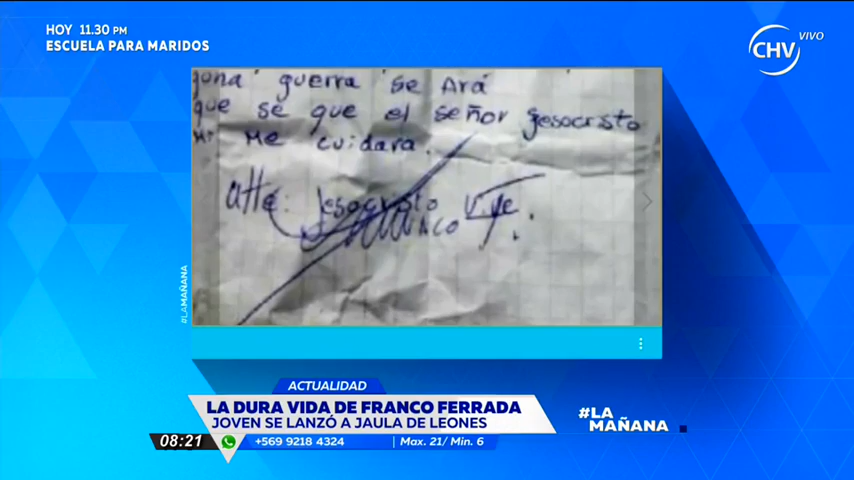 HOY 11.30 PM
ESCUELA PARA MARIDOS
CHV VIVO
guerra se Ará
que se que el señor Jesocristo
Me cuidara.
atte: Jesocristo Vive.
#LAMAÑANA
ACTUALIDAD
LA DURA VIDA DE FRANCO FERRADA
JOVEN SE LANZÓ A JAULA DE LEONES
#LA
MAÑANA
08:21 +569 9218 4324 | Max. 21/ Min. 6